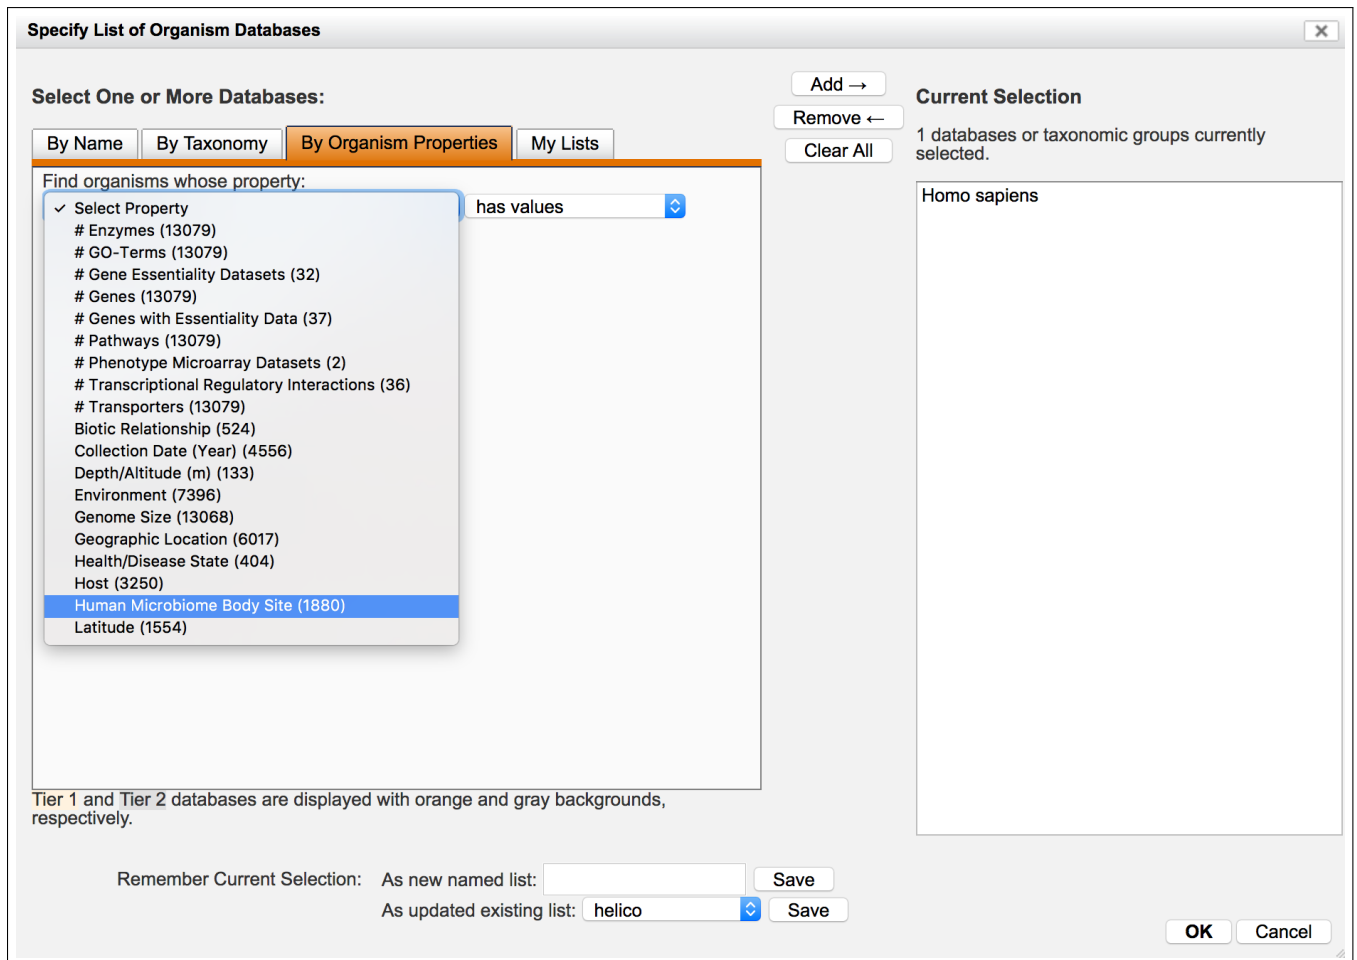 Specify List of Organism Databases
Select One or More Databases:
By Name
By Taxonomy
By Organism Properties
My Lists
Find organisms whose property:
✓ Select Property
# Enzymes (13079)
# GO-Terms (13079)
# Gene Essentiality Datasets (32)
# Genes (13079)
# Genes with Essentiality Data (37)
# Pathways (13079)
# Phenotype Microarray Datasets (2)
# Transcriptional Regulatory Interactions (36)
# Transporters (13079)
Biotic Relationship (524)
Collection Date (Year) (4556)
Depth/Altitude (m) (133)
Environment (7396)
Genome Size (13068)
Geographic Location (6017)
Health/Disease State (404)
Host (3250)
Human Microbiome Body Site (1880)
Latitude (1554)
has values
Tier 1 and Tier 2 databases are displayed with orange and gray backgrounds,
respectively.
Add →
Remove ←
Clear All
Current Selection
1 databases or taxonomic groups currently
selected.
Homo sapiens
Remember Current Selection:
As new named list:
Save
As updated existing list:
helico
Save
OK
Cancel